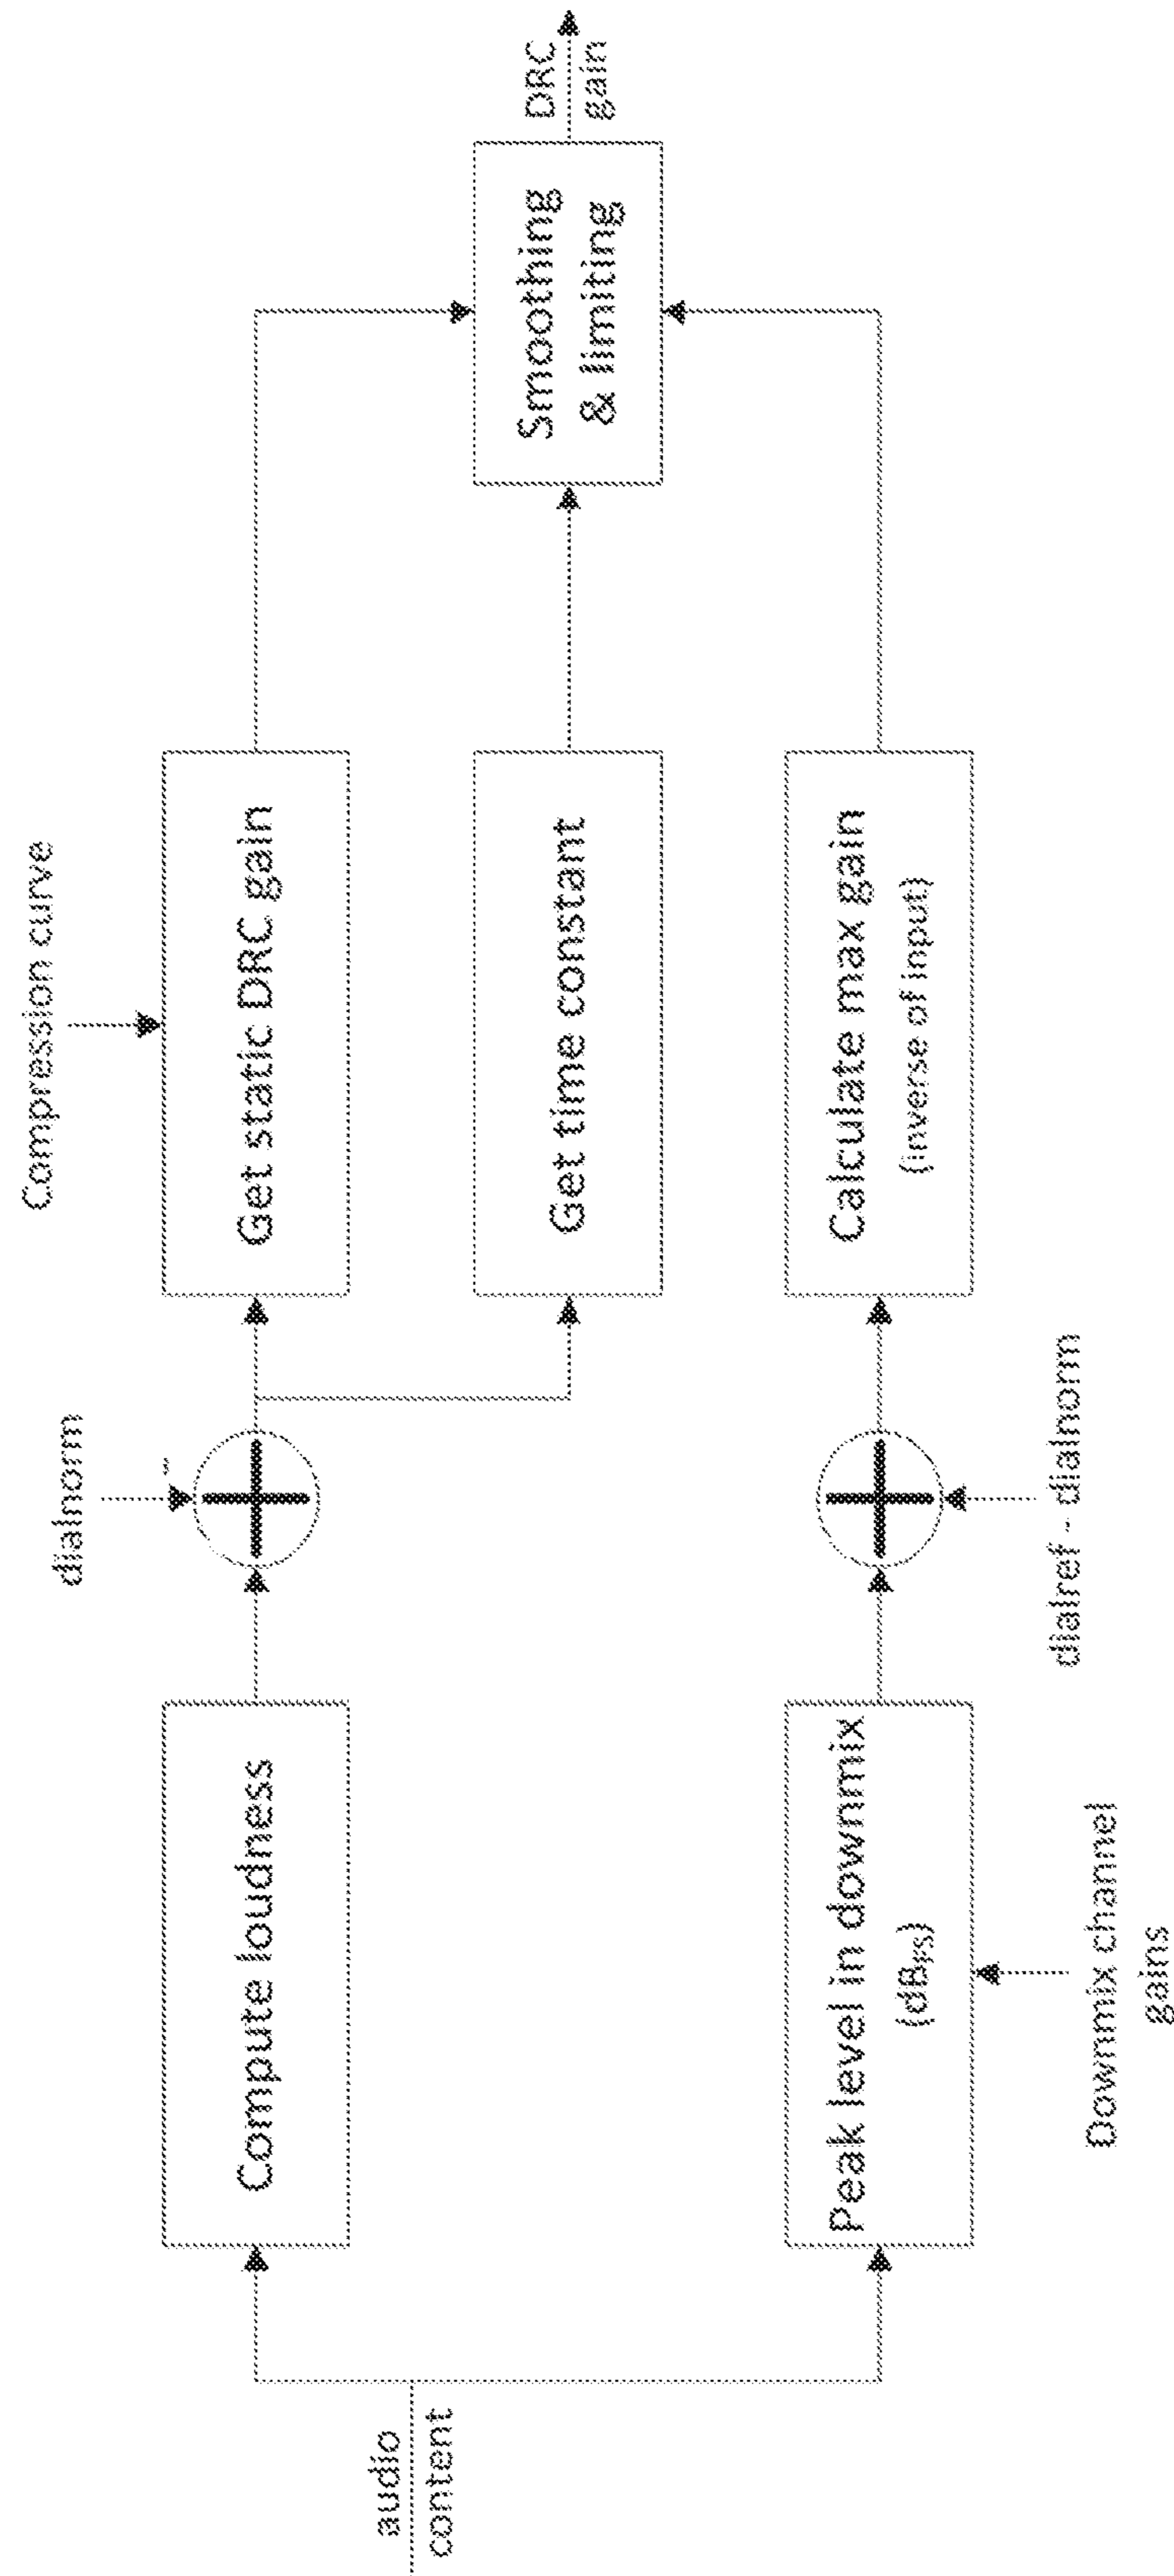 audio
content
Compute loudness
Peak level in downmix
(dBFS)
Downmix channel
gains
dialnorm
-
dialref - dialnorm
Compression curve
Get static DRC gain
Get time constant
Calculate max gain
(inverse of input)
Smoothing
& limiting
DRC
gain